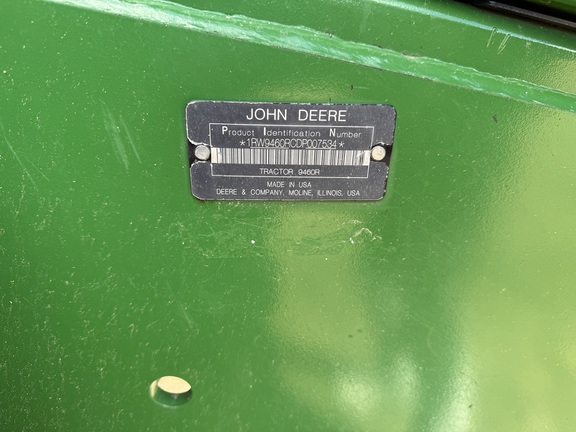 JOHN DEERE
Product Identification Number
*1RW9460RCDP007534*
TRACTOR 9460R
MADE IN USA
DEERE & COMPANY, MOLINE, ILLINOIS, USA